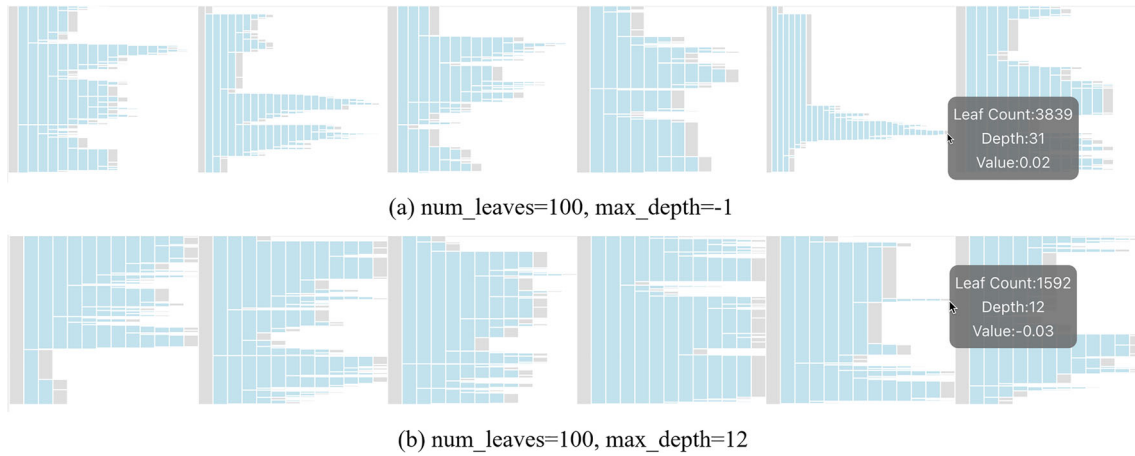 Leaf Count:3839
Depth:31
Value:0.02
(a) num_leaves=100, max_depth=-1
Leaf Count:1592
Depth:12
Value:-0.03
(b) num_leaves=100, max_depth=12